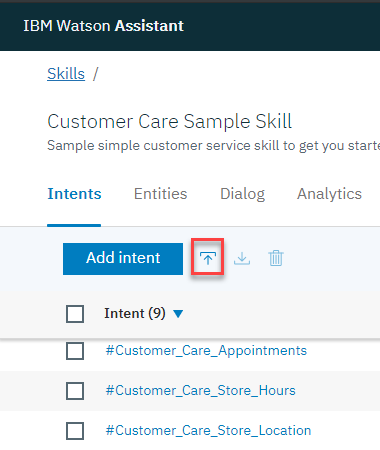 IBM Watson Assistant
Skills /
Customer Care Sample Skill
Sample simple customer service skill to get you starte
Intents Entities Dialog Analytics
Add intent
Intent (9)
#Customer_Care_Appointments
#Customer_Care_Store_Hours
#Customer_Care_Store_Location